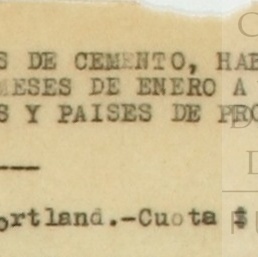 S DE CEMENTO, HAB
MESES DE ENERO A
S Y PAISES DE PRO
ortland.-Cuota $